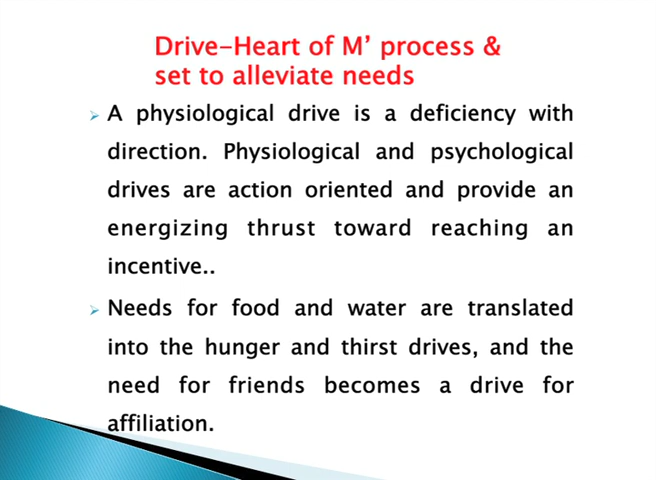 Drive-Heart of M’ process &
set to alleviate needs
A physiological drive is a deficiency with
direction. Physiological and psychological
drives are action oriented and provide an
energizing thrust toward reaching an
incentive..
Needs for food and water are translated
into the hunger and thirst drives, and the
need for friends becomes a drive for
affiliation.